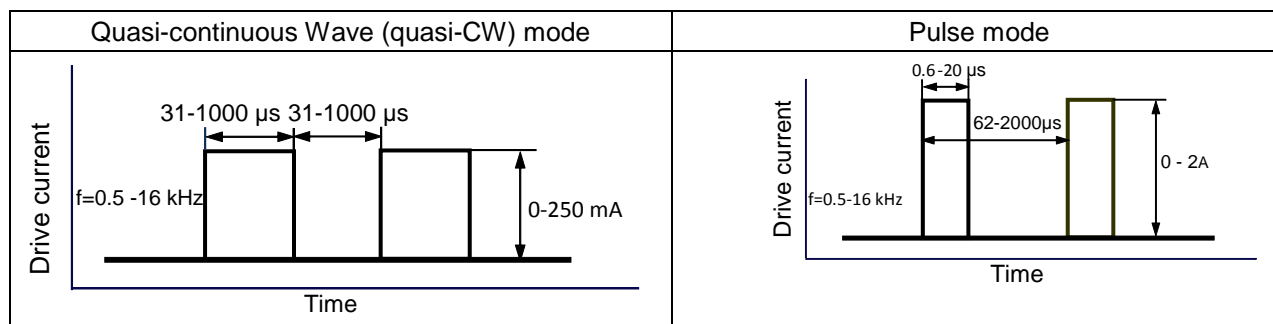 Quasi-continuous Wave (quasi-CW) mode
Drive current
31-1000 µs 31-1000 µs
f=0.5 -16 kHz
0-250 mA
Time
Pulse mode
Drive current
0.6-20 µs
62-2000µs
0 - 2A
f=0.5-16 kHz
Time